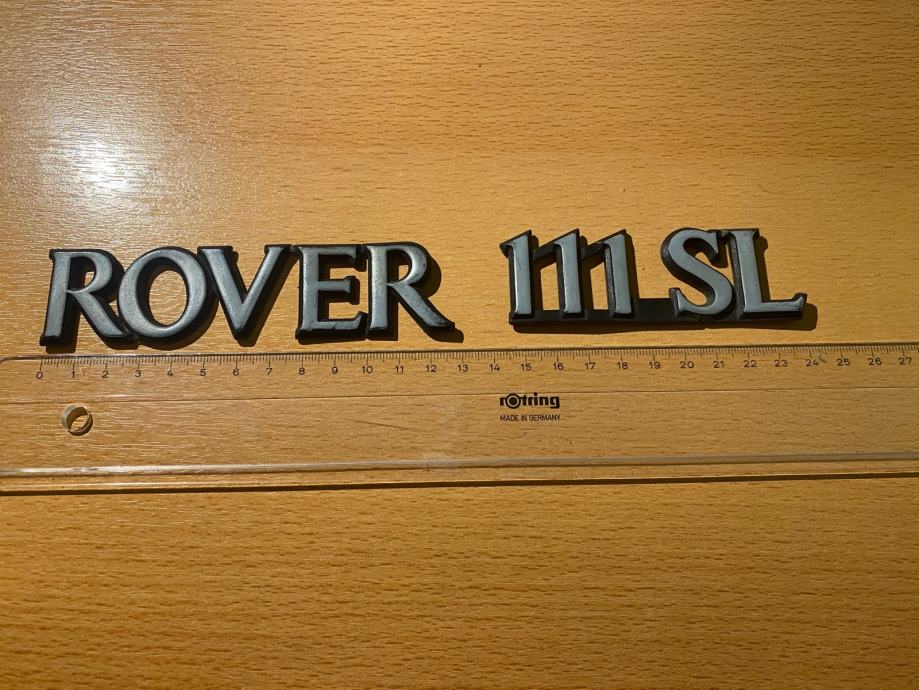 ROVER 111 SL
0 1 2 3 4 5 6 7 8 9 10 11 12 13 14 15 16 17 18 19 20 21 22 23 24 25 26 27
rotring
MADE IN GERMANY